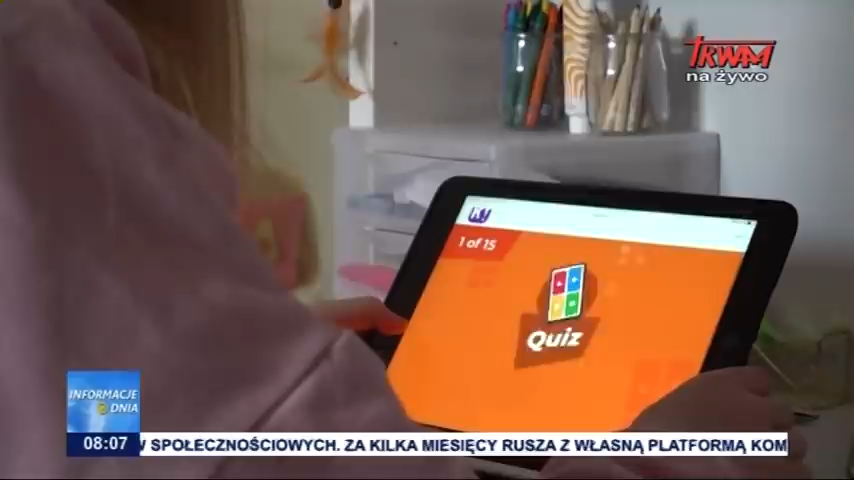 TRWAM
na żywo
1 of 15
Quiz
INFORMACJE
DNIA
08:07
W SPOŁECZNOŚCIOWYCH. ZA KILKA MIESIĘCY RUSZA Z WŁASNĄ PLATFORMĄ KOM